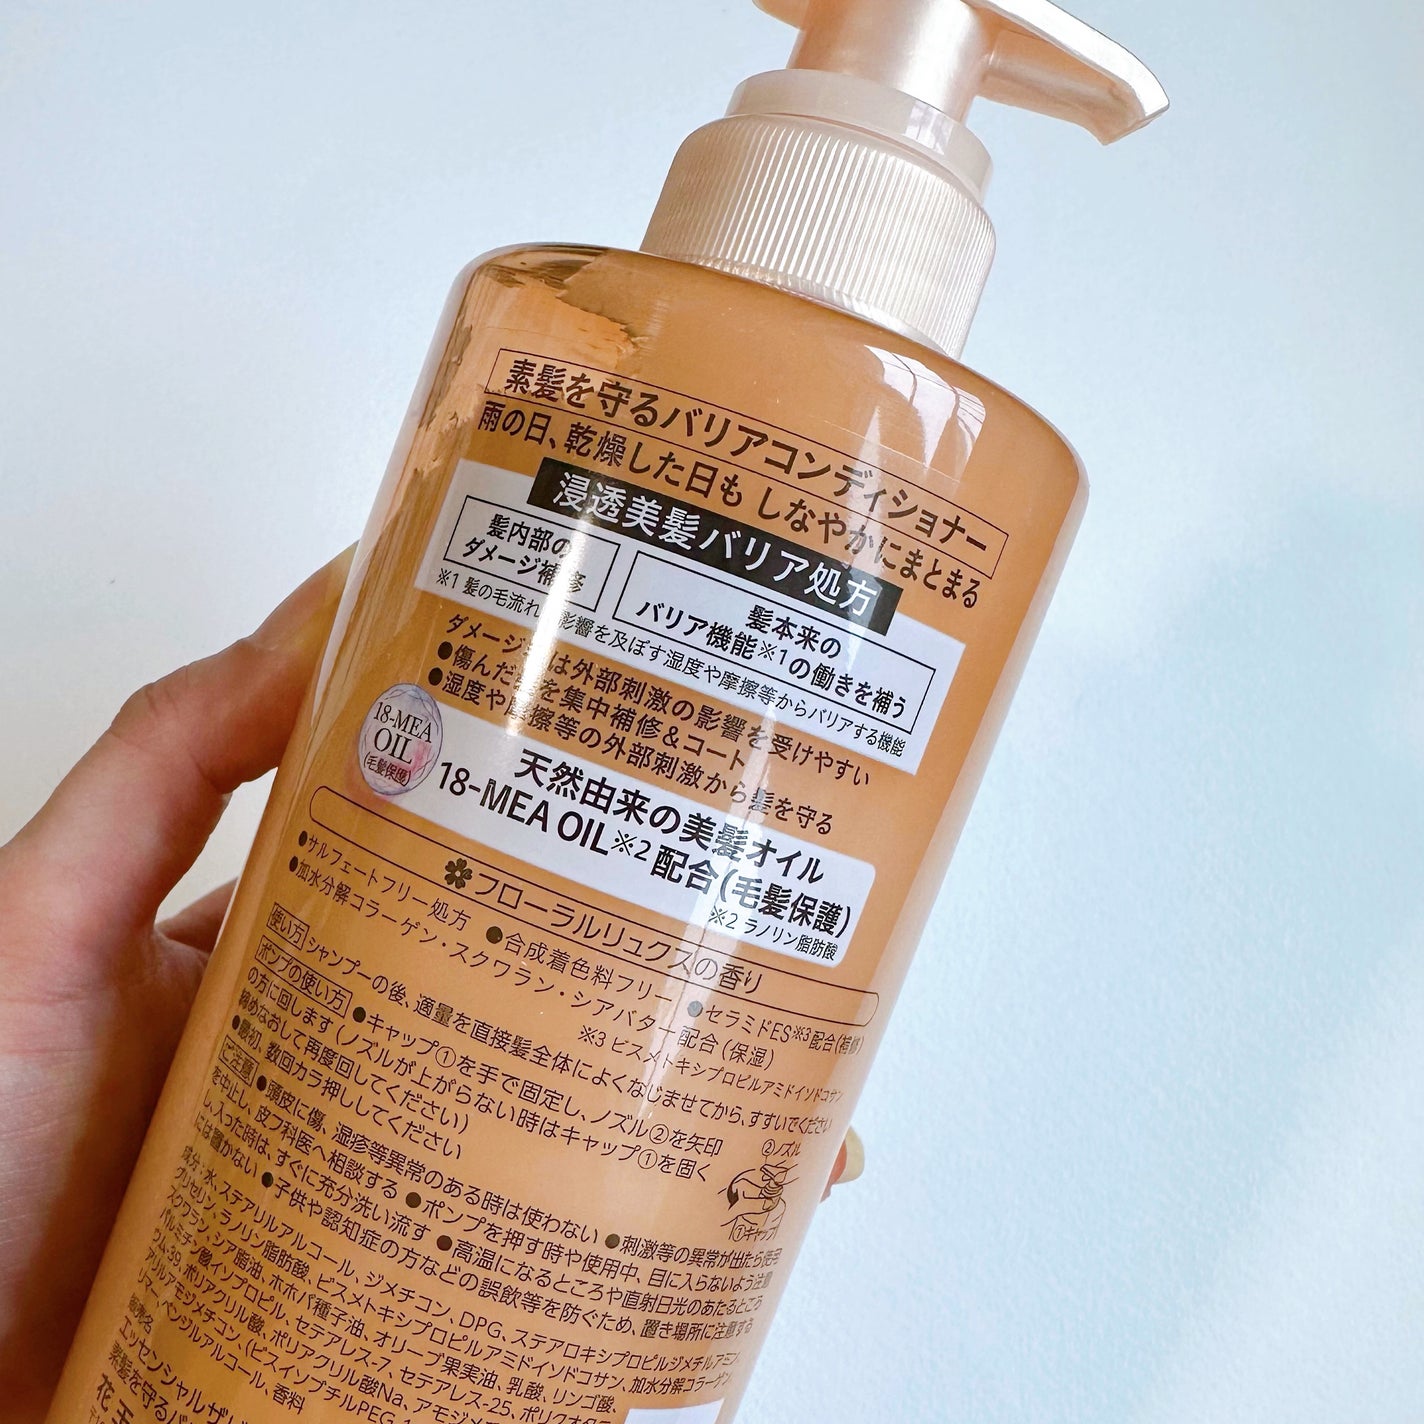 素髪を守るバリアコンディショナー
雨の日、乾燥した日も しなやかにまとまる
浸透美髪バリア処方
髪内部の
ダメージ補修
髪本来の
バリア機能※1の働きを補う
※1 髪の毛流れ 影響を及ぼす湿度や摩擦等からバリアする機能
ダメージ は外部刺激の影響を受けやすい
●傷んだ を集中補修&コート
●湿度や摩擦等の外部刺激から髪を守る
18-MEA
OIL
(毛髪保護)
天然由来の美髪オイル
18-MEA OIL※2配合(毛髪保護)
※2 ラノリン脂肪酸
フローラルリュクスの香り
●サルフェートフリー処方 ●合成着色料フリー ●セラミドES※3配合(補修)
●加水分解コラーゲン・スクワラン・シアバター配合(保湿)
※3 ビスメトキシプロピルアミドイソドコサン
使い方 シャンプーの後、適量を直接髪全体によくなじませてから、すすいでください
ポンプの使い方 ●キャップ①を手で固定し、ノズル②を矢印
の方に回します(ノズルが上がらない時はキャップ①を固く
締めなおして再度回してください)
●最初、数回カラ押ししてください
②ノズル
①キャップ
ご注意 ●頭皮に傷、湿疹等異常のある時は使わない ●刺激等の異常が出たら使用
を中止し、皮フ科医へ相談する ●ポンプを押す時や使用中、目に入らないよう注意
し、入った時は、すぐに充分洗い流す ●高温になるところや直射日光のあたるところ
には置かない ●子供や認知症の方などの誤飲等を防ぐため、置き場所に注意する
成分:水、ステアリルアルコール、ジメチコン、DPG、ステアロキシプロピルジメチルアミン、
グリセリン、ラノリン脂肪酸、ビスメトキシプロピルアミドイソドコサン、加水分解コラーゲン、
スクワラン、シア脂油、ホホバ種子油、オリーブ果実油、乳酸、リンゴ酸、
パルミチン酸イソプロピル、セテアレス-7、セテアレス-25、ポリクオタニ
ウム-39、ポリアクリル酸、ポリアクリル酸Na、アモジメ
アリルアモジメチコン、(ビスイソブチルPEG-
リマー、ベンジルアルコール、香料
販売名
エッセンシャルザ
素髪を守るバ
花王